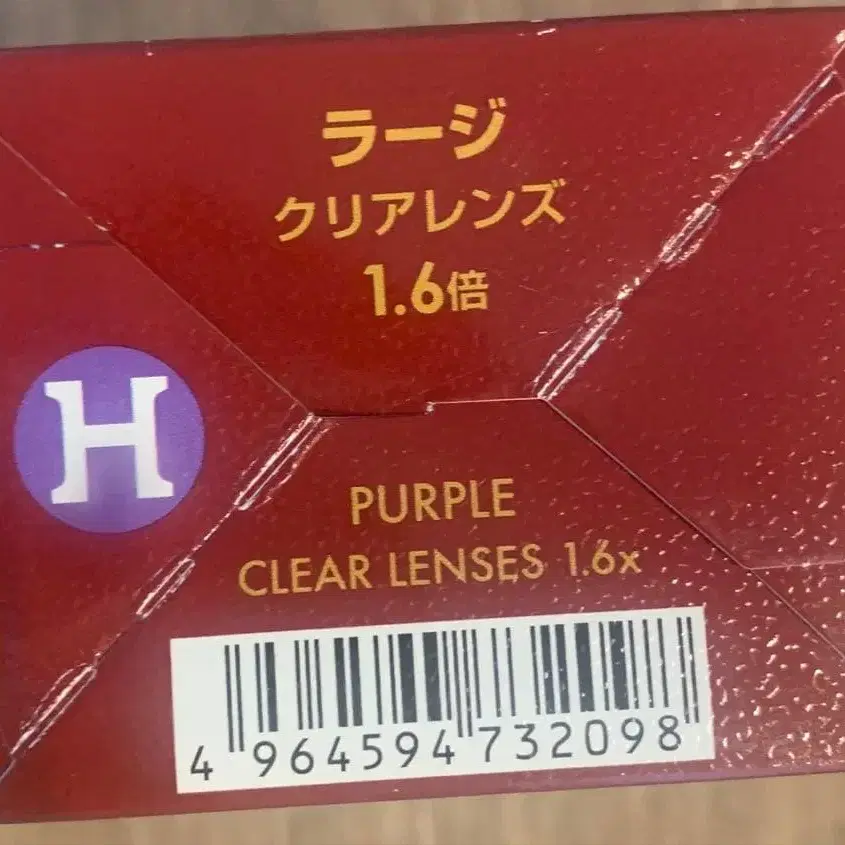 ラージ
クリアレンズ
1.6倍
H
PURPLE
CLEAR LENSES 1.6x
4 964594 732098